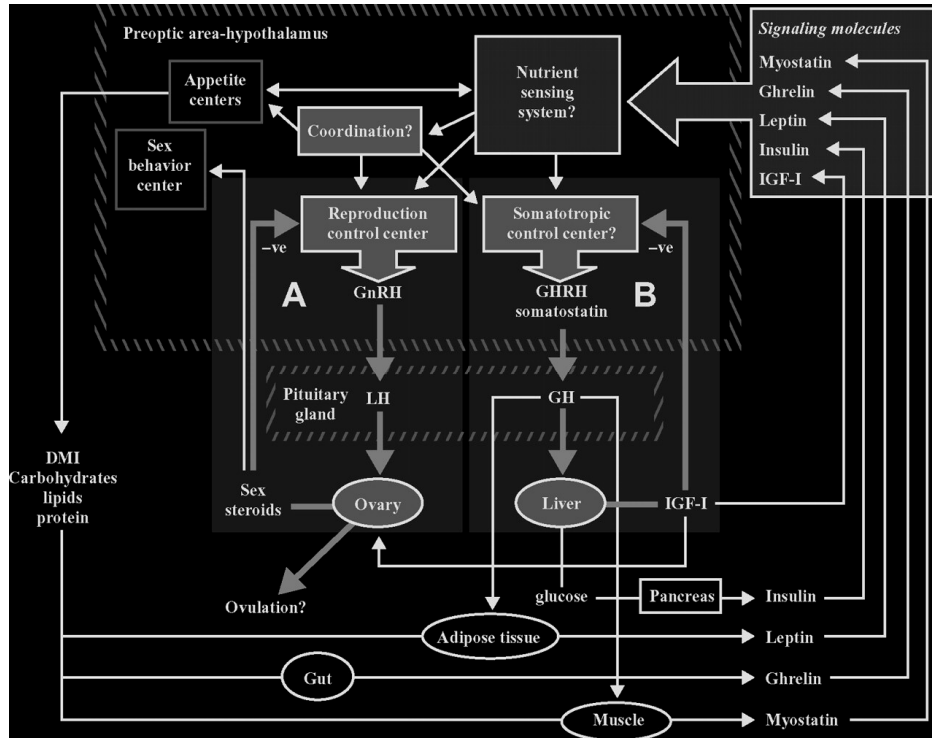 Preoptic area-hypothalamus
Signaling molecules
Myostatin
Ghrelin
Leptin
Insulin
IGF-I
Appetite
centers
Nutrient
sensing
system?
Coordination?
Sex
behavior
center
Reproduction
control center
Somatotropic
control center?
–ve
–ve
A
GnRH
GHRH
somatostatin
B
Pituitary
gland
LH
GH
DMI
Carbohydrates
lipids
protein
Sex
steroids
Ovary
Liver
IGF-I
Ovulation?
glucose
Pancreas
Insulin
Adipose tissue
Leptin
Gut
Ghrelin
Muscle
Myostatin